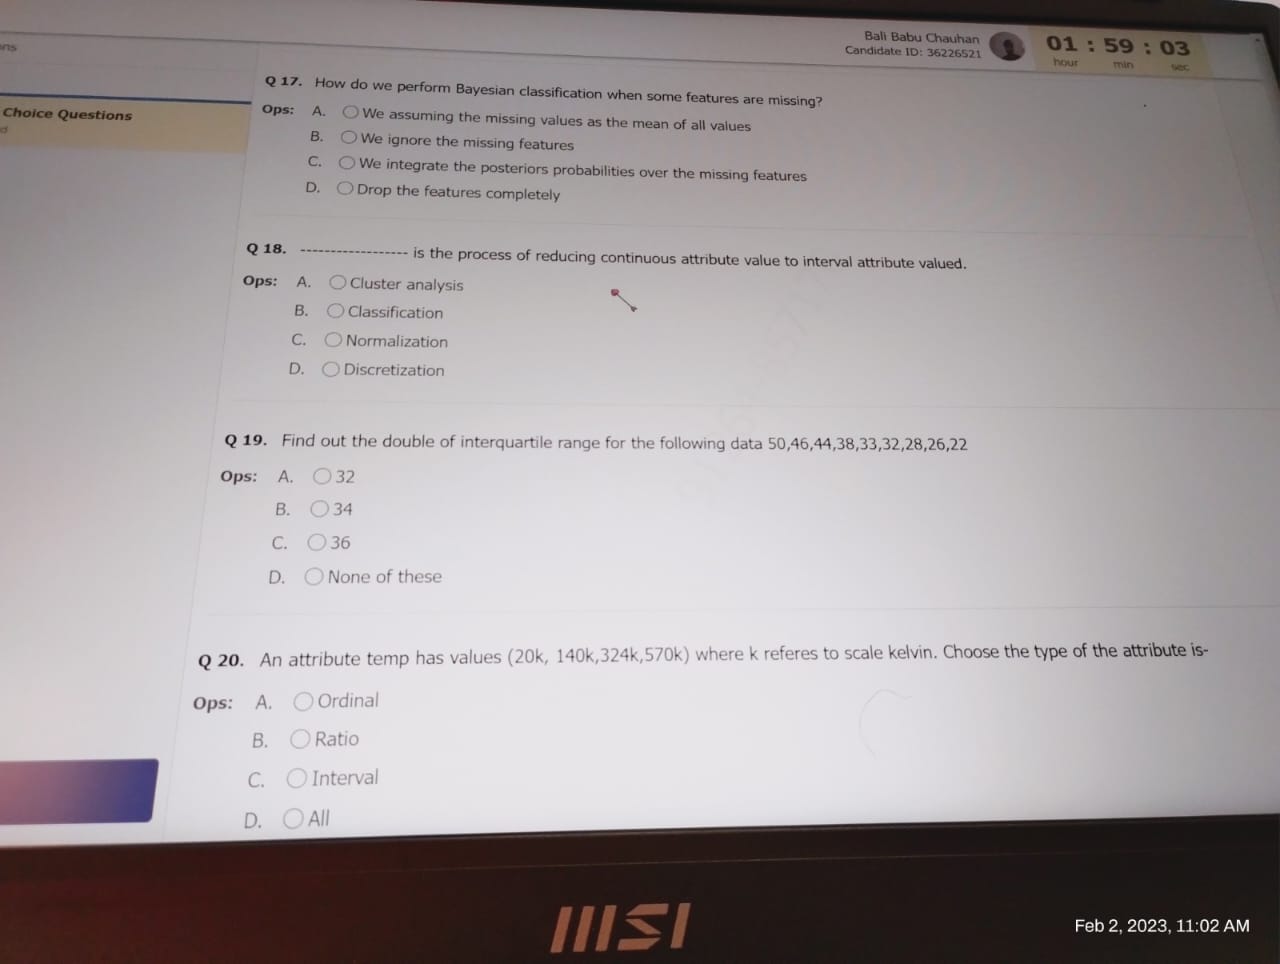 ons
Bali Babu Chauhan
Candidate ID: 36226521
01 : 59 : 03
hour min sec
Choice Questions
d
Q 17. How do we perform Bayesian classification when some features are missing?
Ops: A. We assuming the missing values as the mean of all values
B. We ignore the missing features
C. We integrate the posteriors probabilities over the missing features
D. Drop the features completely
Q 18. ------------------ is the process of reducing continuous attribute value to interval attribute valued.
Ops: A. Cluster analysis
B. Classification
C. Normalization
D. Discretization
Q 19. Find out the double of interquartile range for the following data 50,46,44,38,33,32,28,26,22
Ops: A. 32
B. 34
C. 36
D. None of these
Q 20. An attribute temp has values (20k, 140k,324k,570k) where k referes to scale kelvin. Choose the type of the attribute is-
Ops: A. Ordinal
B. Ratio
C. Interval
D. All
msi
Feb 2, 2023, 11:02 AM